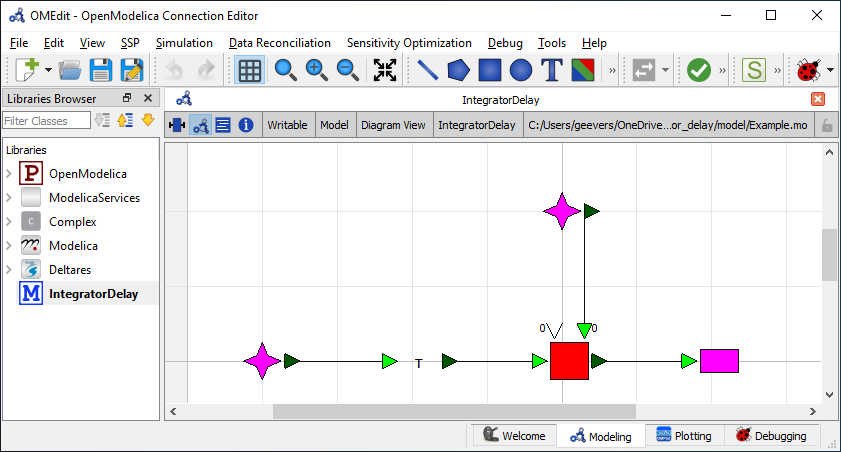 OMEdit - OpenModelica Connection Editor
File Edit View SSP Simulation Data Reconciliation Sensitivity Optimization Debug Tools Help
T » » » S »
Libraries Browser
IntegratorDelay
Filter Classes
Writable Model Diagram View IntegratorDelay C:/Users/geevers/OneDrive...or_delay/model/Example.mo
Libraries
P OpenModelica
ModelicaServices
C Complex
m Modelica
Deltares
M IntegratorDelay
0 0
T
Welcome Modeling Plotting Debugging